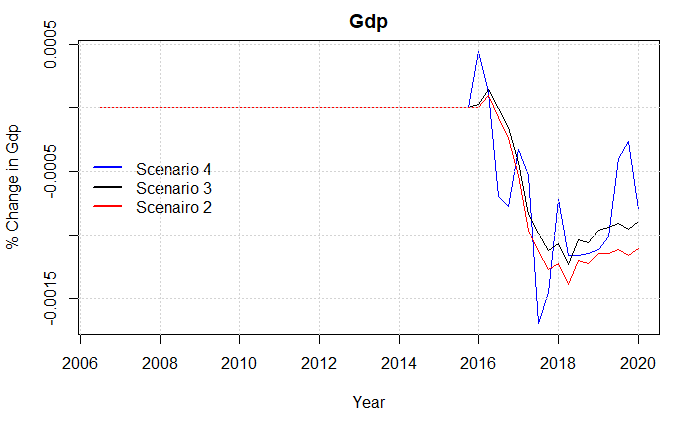 Gdp
% Change in Gdp
0.0005
-0.0005
-0.0015
Scenario 4
Scenario 3
Scenairo 2
2006 2008 2010 2012 2014 2016 2018 2020
Year